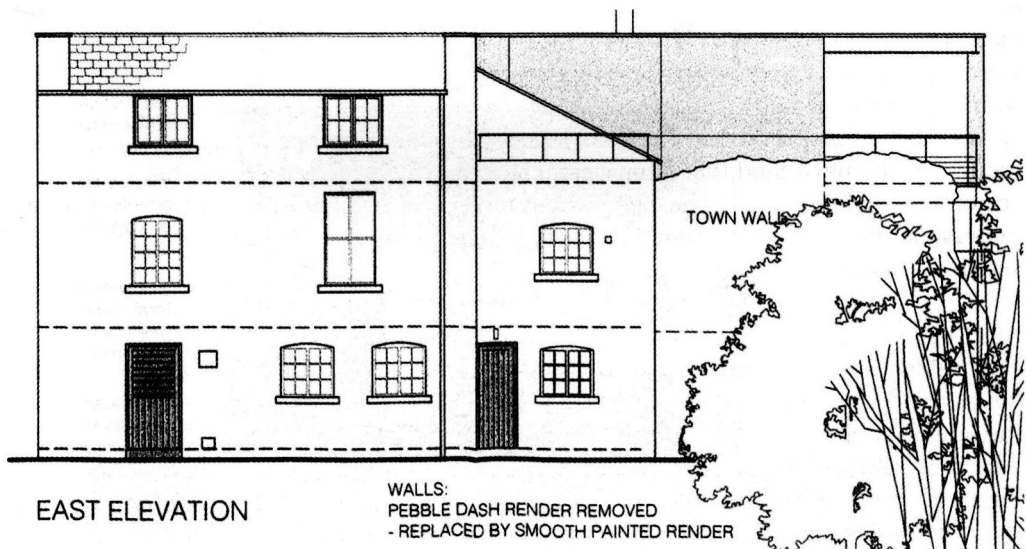 TOWN WALL
EAST ELEVATION
WALLS:
PEBBLE DASH RENDER REMOVED
- REPLACED BY SMOOTH PAINTED RENDER